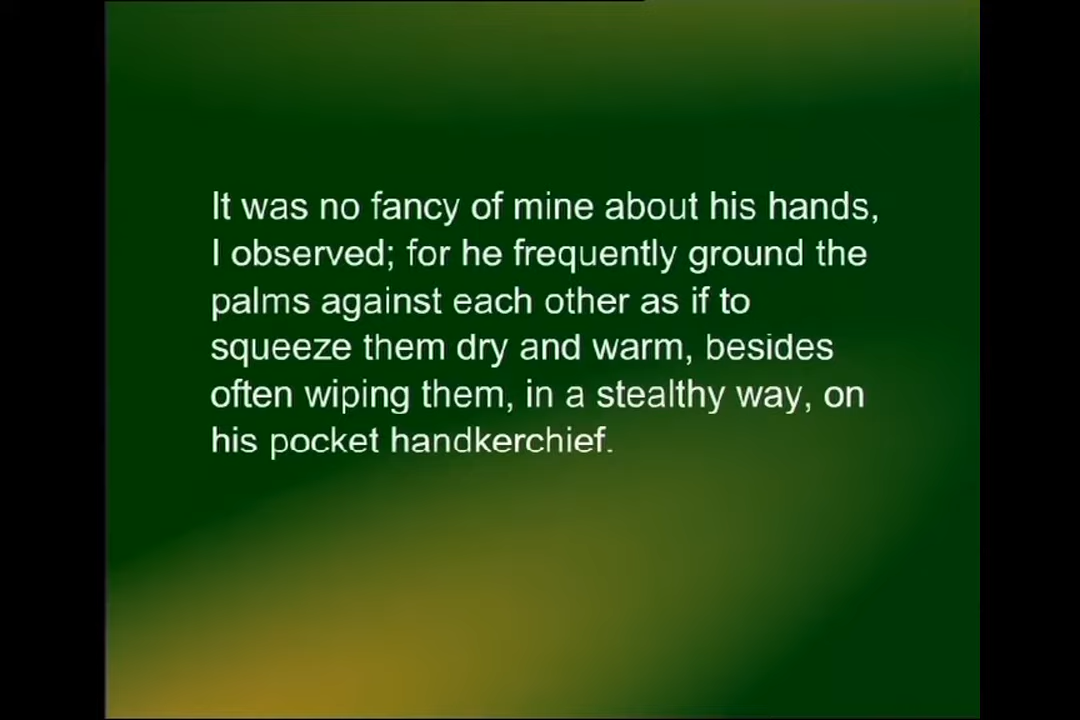 It was no fancy of mine about his hands,
I observed; for he frequently ground the
palms against each other as if to
squeeze them dry and warm, besides
often wiping them, in a stealthy way, on
his pocket handkerchief.